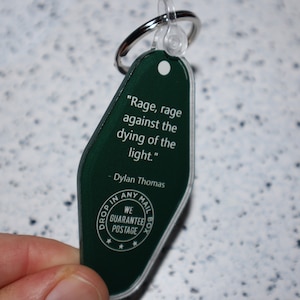 "Rage, rage
against the
dying of the
light."
- Dylan Thomas
DROP IN ANY MAIL BOX
WE
GUARANTEE
POSTAGE